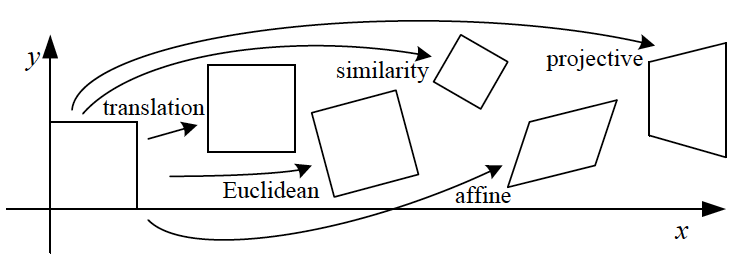 y
similarity
projective
translation
Euclidean
affine
x